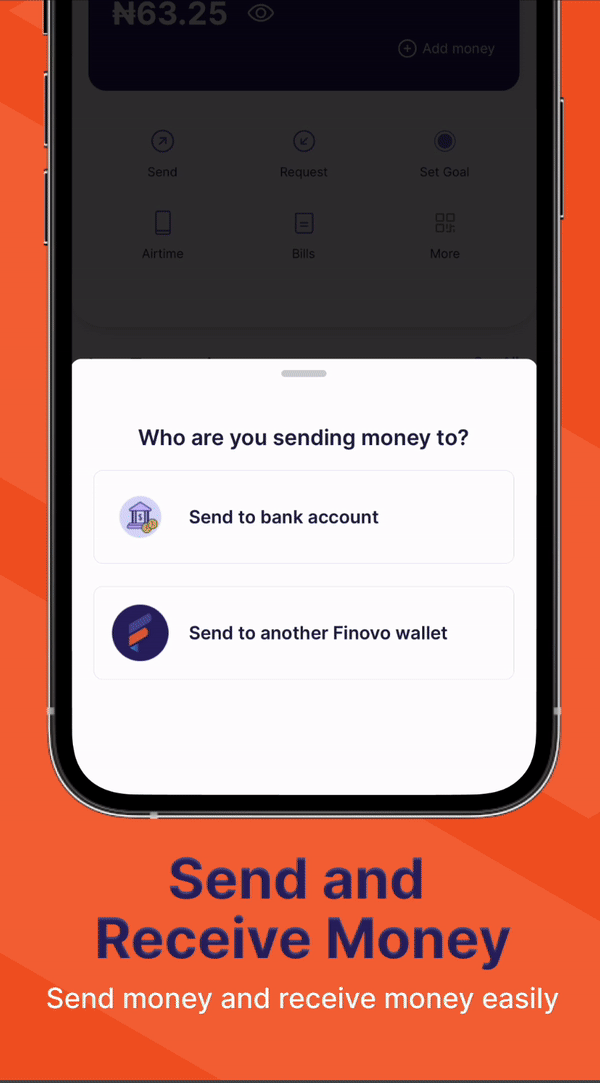 ₦63.25
Add money
Send
Request
Set Goal
Airtime
Bills
More
Who are you sending money to?
Send to bank account
Send to another Finovo wallet
Send and
Receive Money
Send money and receive money easily